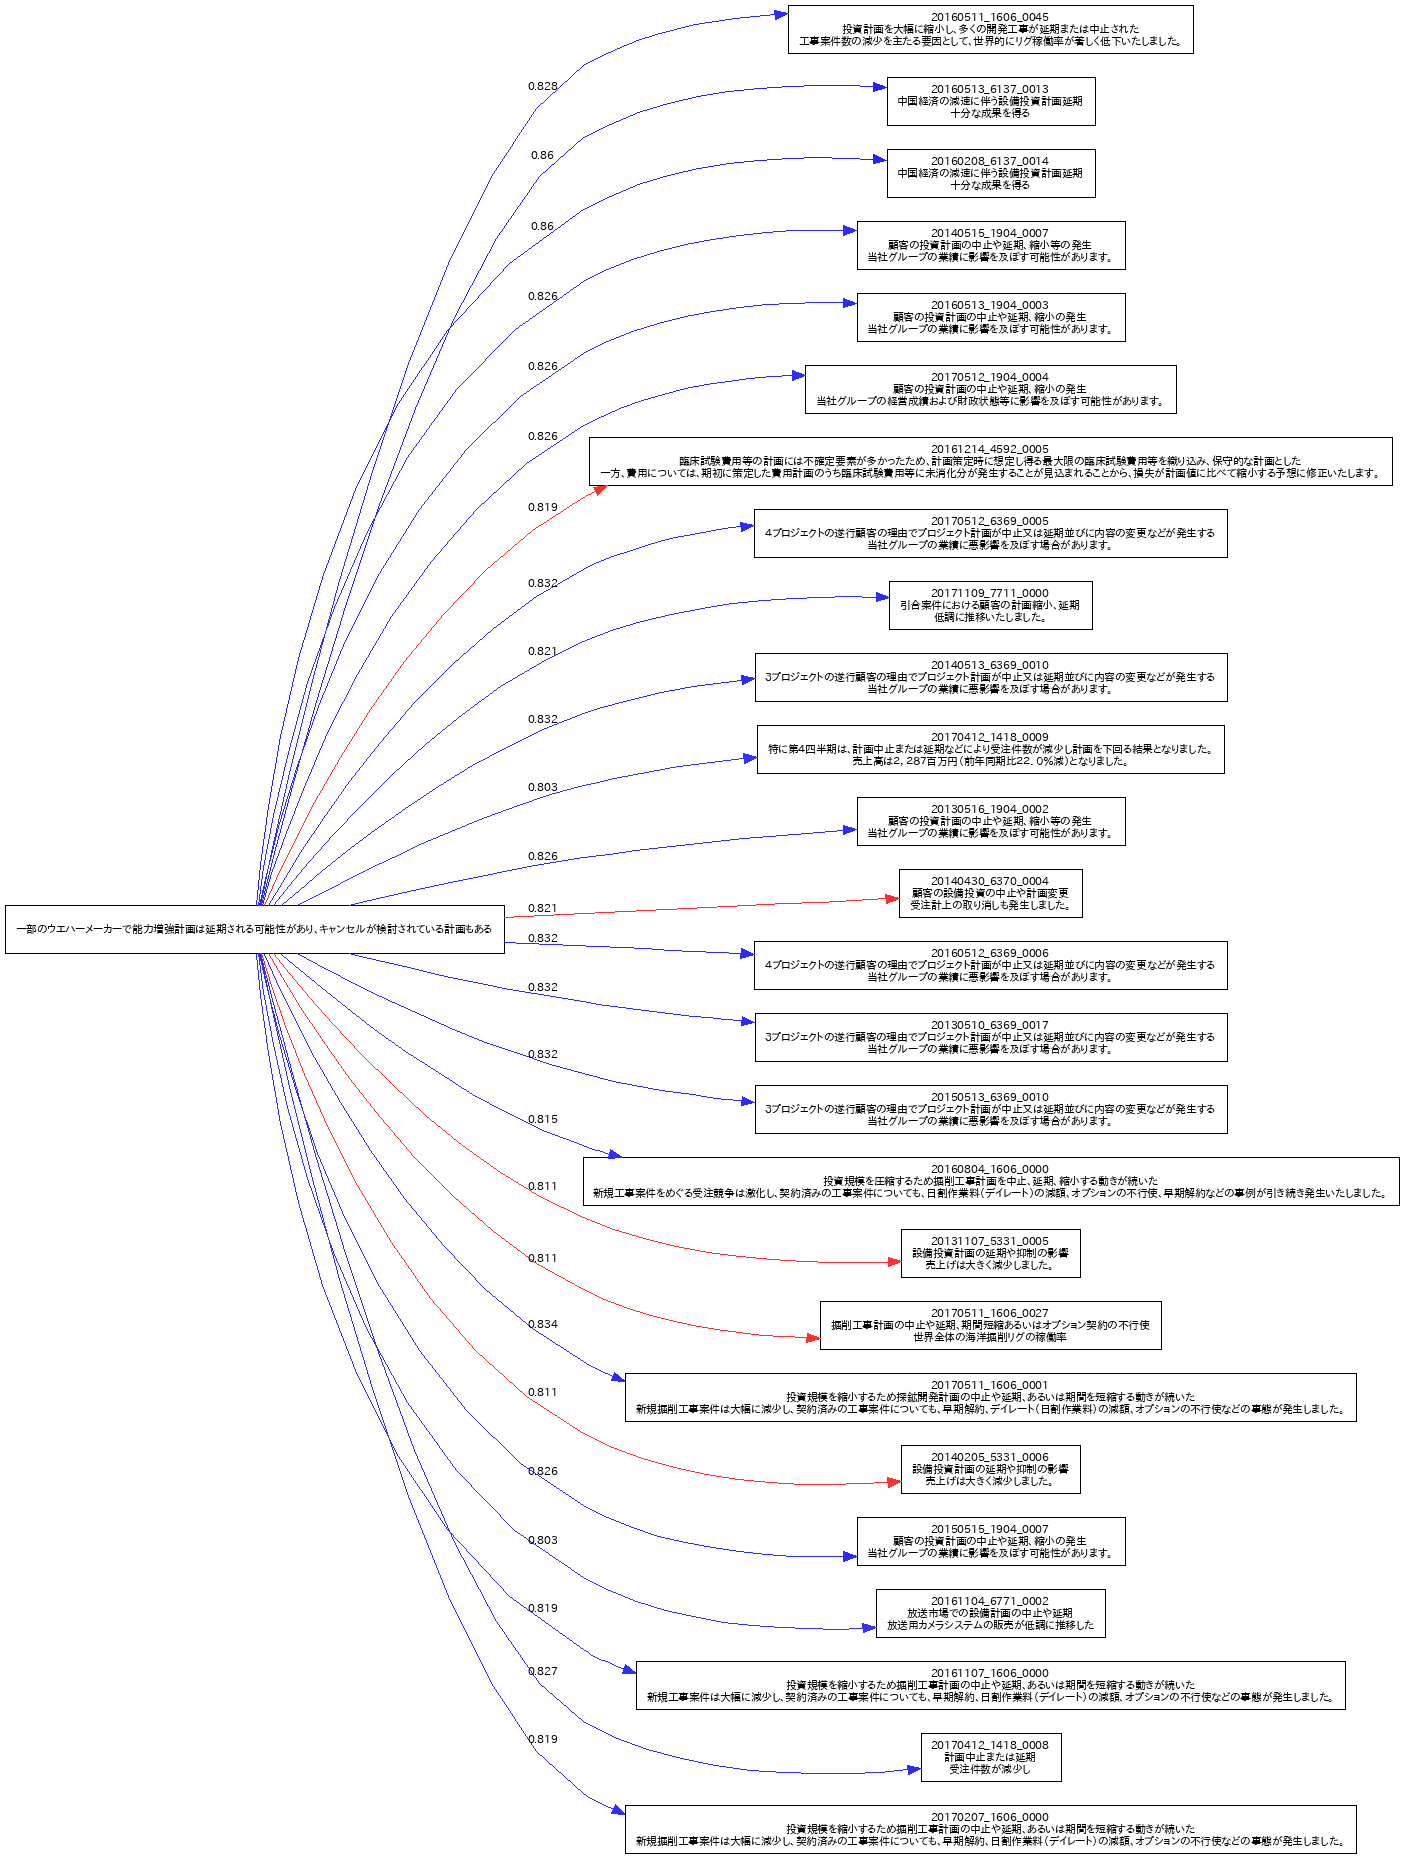 20160511_1606_0045
投資計画を大幅に縮小し、多くの開発工事が延期または中止された
工事案件数の減少を主たる要因として、世界的にリグ稼働率が著しく低下いたしました。
0.828
20160513_6137_0013
中国経済の減速に伴う設備投資計画延期
十分な成果を得る
0.86
20160208_6137_0014
中国経済の減速に伴う設備投資計画延期
十分な成果を得る
0.86
20140515_1904_0007
顧客の投資計画の中止や延期、縮小等の発生
当社グループの業績に影響を及ぼす可能性があります。
0.826
20160513_1904_0003
顧客の投資計画の中止や延期、縮小の発生
当社グループの業績に影響を及ぼす可能性があります。
0.826
20170512_1904_0004
顧客の投資計画の中止や延期、縮小の発生
当社グループの経営成績および財政状態等に影響を及ぼす可能性があります。
0.826
20161214_4592_0005
臨床試験費用等の計画には不確定要素が多かったため、計画策定時に想定し得る最大限の臨床試験費用等を織り込み、保守的な計画とした
一方、費用については、期初に策定した費用計画のうち臨床試験費用等に未消化分が発生することが見込まれることから、損失が計画値に比べて縮小する予想に修正いたします。
0.819
20170512_6369_0005
4プロジェクトの遂行顧客の理由でプロジェクト計画が中止又は延期並びに内容の変更などが発生する
当社グループの業績に悪影響を及ぼす場合があります。
0.832
20171109_7711_0000
引合案件における顧客の計画縮小、延期
低調に推移いたしました。
0.821
20140513_6369_0010
3プロジェクトの遂行顧客の理由でプロジェクト計画が中止又は延期並びに内容の変更などが発生する
当社グループの業績に悪影響を及ぼす場合があります。
0.832
20170412_1418_0009
特に第4四半期は、計画中止または延期などにより受注件数が減少し計画を下回る結果となりました。
売上高は2,287百万円(前年同期比22.0%減)となりました。
0.803
20130516_1904_0002
顧客の投資計画の中止や延期、縮小等の発生
当社グループの業績に影響を及ぼす可能性があります。
0.826
20140430_6370_0004
顧客の設備投資の中止や計画変更
受注計上の取り消しも発生しました。
0.821
一部のウエハーメーカーで能力増強計画は延期される可能性があり、キャンセルが検討されている計画もある
20160512_6369_0006
4プロジェクトの遂行顧客の理由でプロジェクト計画が中止又は延期並びに内容の変更などが発生する
当社グループの業績に悪影響を及ぼす場合があります。
0.832
20130510_6369_0017
3プロジェクトの遂行顧客の理由でプロジェクト計画が中止又は延期並びに内容の変更などが発生する
当社グループの業績に悪影響を及ぼす場合があります。
0.832
20150513_6369_0010
3プロジェクトの遂行顧客の理由でプロジェクト計画が中止又は延期並びに内容の変更などが発生する
当社グループの業績に悪影響を及ぼす場合があります。
0.832
20160804_1606_0000
投資規模を圧縮するため掘削工事計画を中止、延期、縮小する動きが続いた
新規工事案件をめぐる受注競争は激化し、契約済みの工事案件についても、日割作業料(デイレート)の減額、オプションの不行使、早期解約などの事例が引き続き発生いたしました。
0.815
20131107_5331_0005
設備投資計画の延期や抑制の影響
売上げは大きく減少しました。
0.811
20170511_1606_0027
掘削工事計画の中止や延期、期間短縮あるいはオプション契約の不行使
世界全体の海洋掘削リグの稼働率
0.811
20170511_1606_0001
投資規模を縮小するため探鉱開発計画の中止や延期、あるいは期間を短縮する動きが続いた
新規掘削工事案件は大幅に減少し、契約済みの工事案件についても、早期解約、デイレート(日割作業料)の減額、オプションの不行使などの事態が発生しました。
0.834
20140205_5331_0006
設備投資計画の延期や抑制の影響
売上げは大きく減少しました。
0.811
20150515_1904_0007
顧客の投資計画の中止や延期、縮小の発生
当社グループの業績に影響を及ぼす可能性があります。
0.826
20161104_6771_0002
放送市場での設備計画の中止や延期
放送用カメラシステムの販売が低調に推移した
0.803
20161107_1606_0000
投資規模を縮小するため掘削工事計画の中止や延期、あるいは期間を短縮する動きが続いた
新規工事案件は大幅に減少し、契約済みの工事案件についても、早期解約、日割作業料(デイレート)の減額、オプションの不行使などの事態が発生しました。
0.819
20170412_1418_0008
計画中止または延期
受注件数が減少し
0.827
20170207_1606_0000
投資規模を縮小するため掘削工事計画の中止や延期、あるいは期間を短縮する動きが続いた
新規掘削工事案件は大幅に減少し、契約済みの工事案件についても、早期解約、日割作業料(デイレート)の減額、オプションの不行使などの事態が発生しました。
0.819